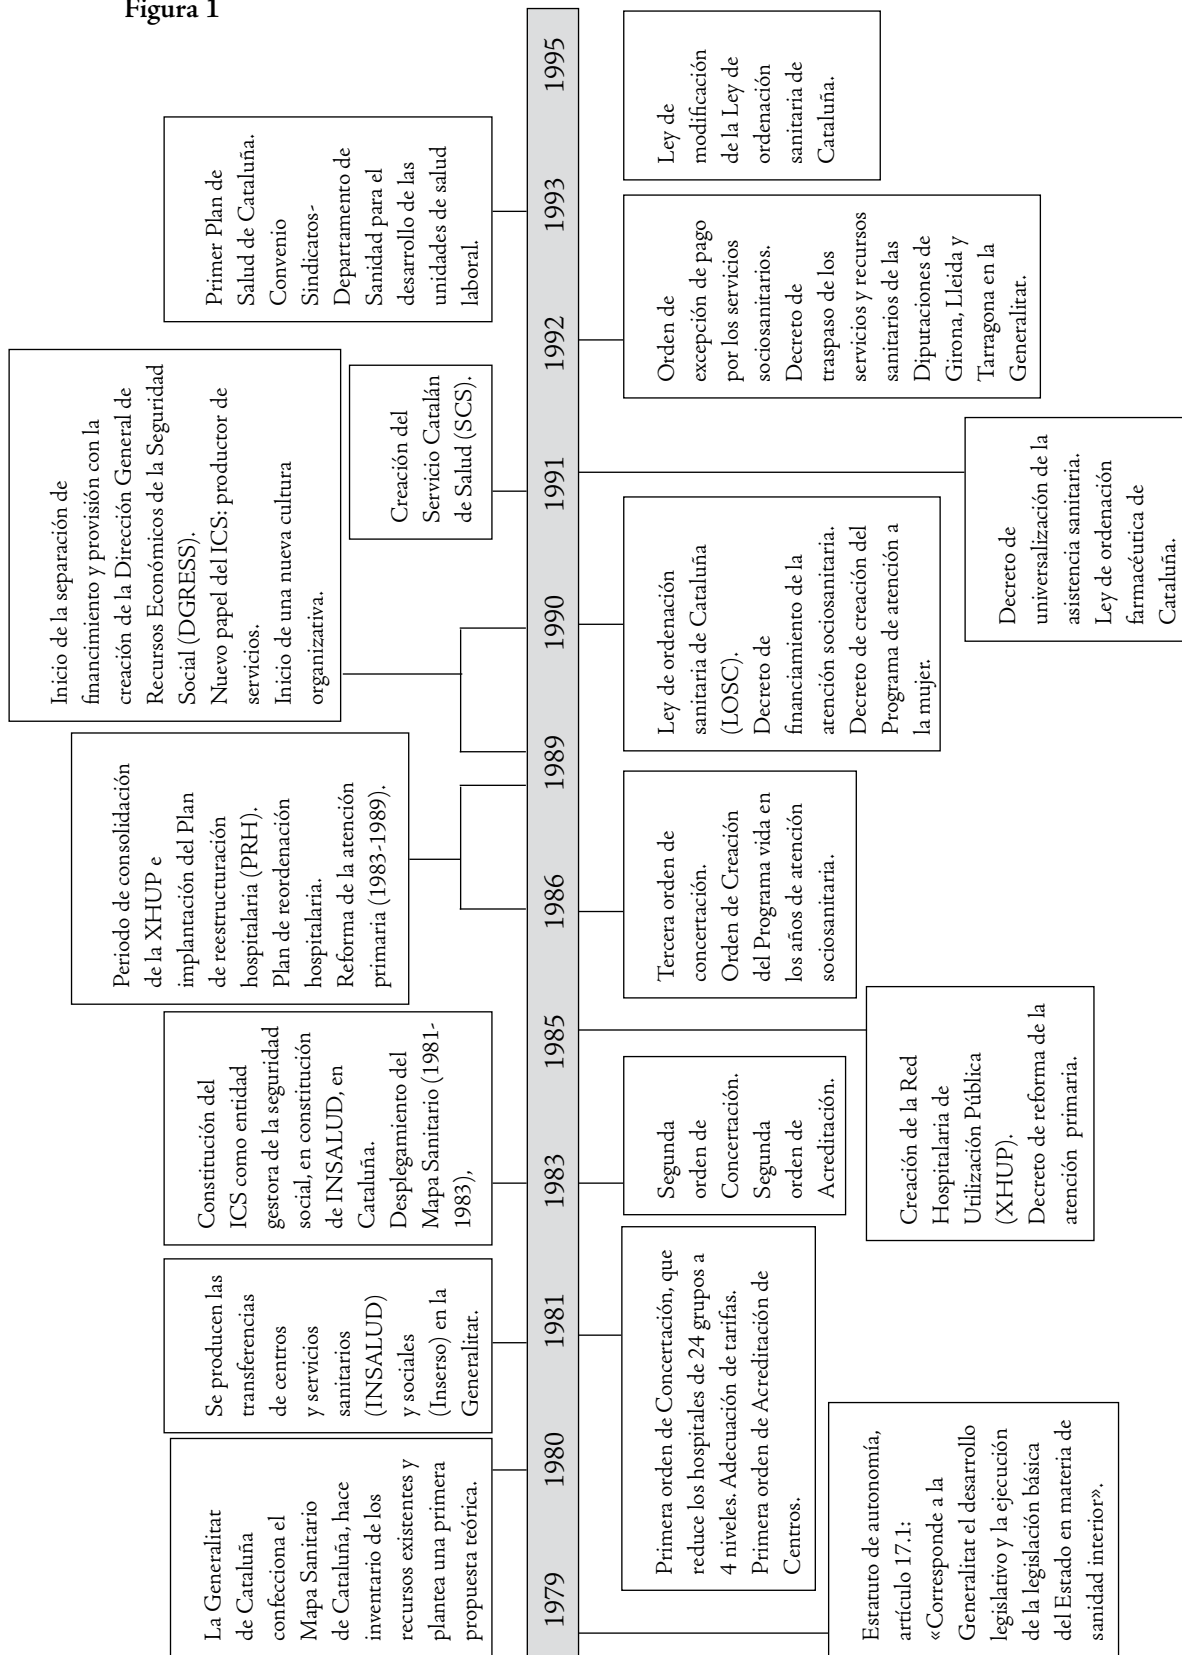 Figura 1
La Generalitat
de Cataluña
confecciona el
Mapa Sanitario
de Cataluña, hace
inventario de los
recursos existentes y
plantea una primera
propuesta teórica.
Se producen las
transferencias
de centros
y servicios
sanitarios
(INSALUD)
y sociales
(Inserso) en la
Generalitat.
Constitución del
ICS como entidad
gestora de la seguridad
social, en constitución
de INSALUD, en
Cataluña.
Desplegamiento del
Mapa Sanitario (1981-
1983),
Periodo de consolidación
de la XHUP e
implantación del Plan
de reestructuración
hospitalaria (PRH).
Plan de reordenación
hospitalaria.
Reforma de la atención
primaria (1983-1989).
Inicio de la separación de
financimiento y provisión con la
creación de la Dirección General de
Recursos Económicos de la Seguridad
Social (DGRESS).
Nuevo papel del ICS: productor de
servicios.
Inicio de una nueva cultura
organizativa.
Creación del
Servicio Catalán
de Salud (SCS).
Primer Plan de
Salud de Cataluña.
Convenio
Sindicatos-
Departamento de
Sanidad para el
desarrollo de las
unidades de salud
laboral.
1979
1980
1981
1983
1985
1986
1989
1990
1991
1992
1993
1995
Estatuto de autonomía,
artículo 17.1:
«Corresponde a la
Generalitat el desarrollo
legislativo y la ejecución
de la legislación básica
del Estado en materia de
sanidad interior».
Primera orden de Concertación, que
reduce los hospitales de 24 grupos a
4 niveles. Adecuación de tarifas.
Primera orden de Acreditación de
Centros.
Segunda
orden de
Concertación.
Segunda
orden de
Acreditación.
Creación de la Red
Hospitalaria de
Utilización Pública
(XHUP).
Decreto de reforma de la
atención primaria.
Tercera orden de
concertación.
Orden de Creación
del Programa vida en
los años de atención
sociosanitaria.
Ley de ordenación
sanitaria de Cataluña
(LOSC).
Decreto de
financiamiento de la
atención sociosanitaria.
Decreto de creación del
Programa de atención a
la mujer.
Decreto de
universalización de la
asistencia sanitaria.
Ley de ordenación
farmacéutica de
Cataluña.
Orden de
excepción de pago
por los servicios
sociosanitarios.
Decreto de
traspaso de los
servicios y recursos
sanitarios de las
Diputaciones de
Girona, Lleida y
Tarragona en la
Generalitat.
Ley de
modificación
de la Ley de
ordenación
sanitaria de
Cataluña.